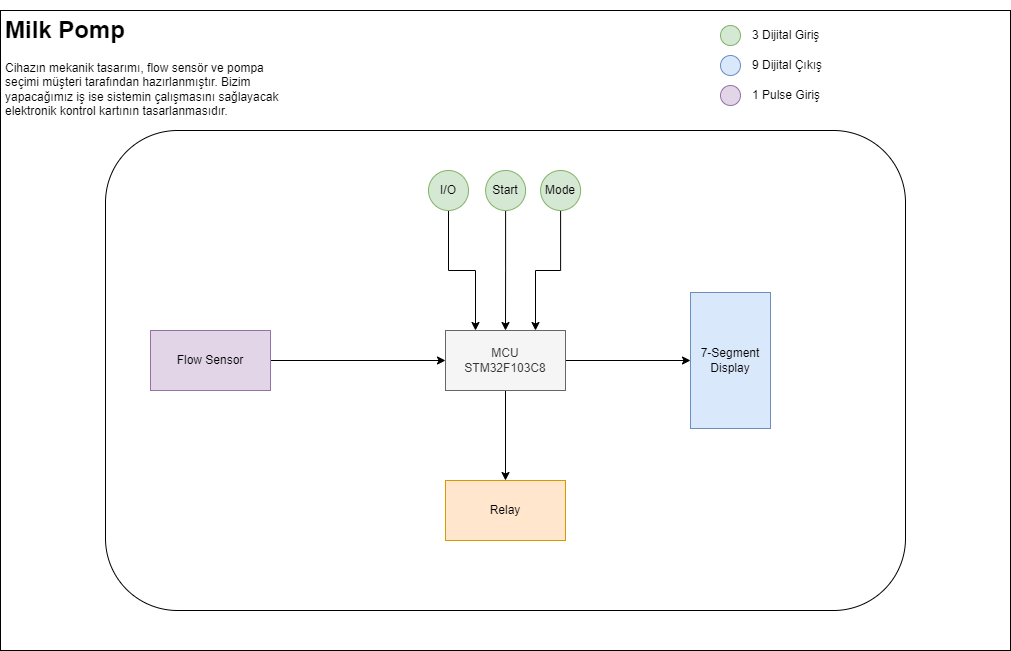 Milk Pomp
Cihazın mekanik tasarımı, flow sensör ve pompa
seçimi müşteri tarafından hazırlanmıştır. Bizim
yapacağımız iş ise sistemin çalışmasını sağlayacak
elektronik kontrol kartının tasarlanmasıdır.
3 Dijital Giriş
9 Dijital Çıkış
1 Pulse Giriş
I/O
Start
Mode
Flow Sensor
MCU
STM32F103C8
7-Segment
Display
Relay